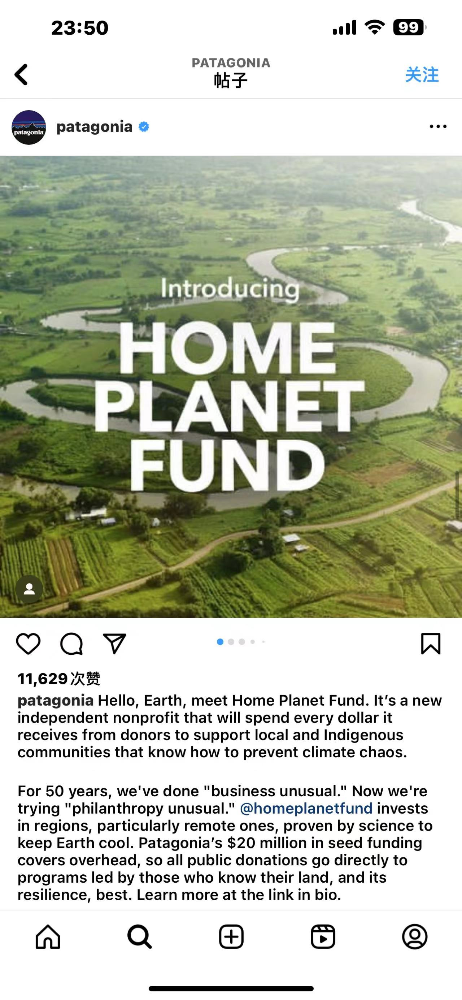 23:50
99
PATAGONIA
帖子
关注
patagonia
patagonia
Introducing
HOME
PLANET
FUND
11,629次赞
patagonia Hello, Earth, meet Home Planet Fund. It’s a new
independent nonprofit that will spend every dollar it
receives from donors to support local and Indigenous
communities that know how to prevent climate chaos.
For 50 years, we've done "business unusual." Now we're
trying "philanthropy unusual." @homeplanetfund invests
in regions, particularly remote ones, proven by science to
keep Earth cool. Patagonia’s $20 million in seed funding
covers overhead, so all public donations go directly to
programs led by those who know their land, and its
resilience, best. Learn more at the link in bio.